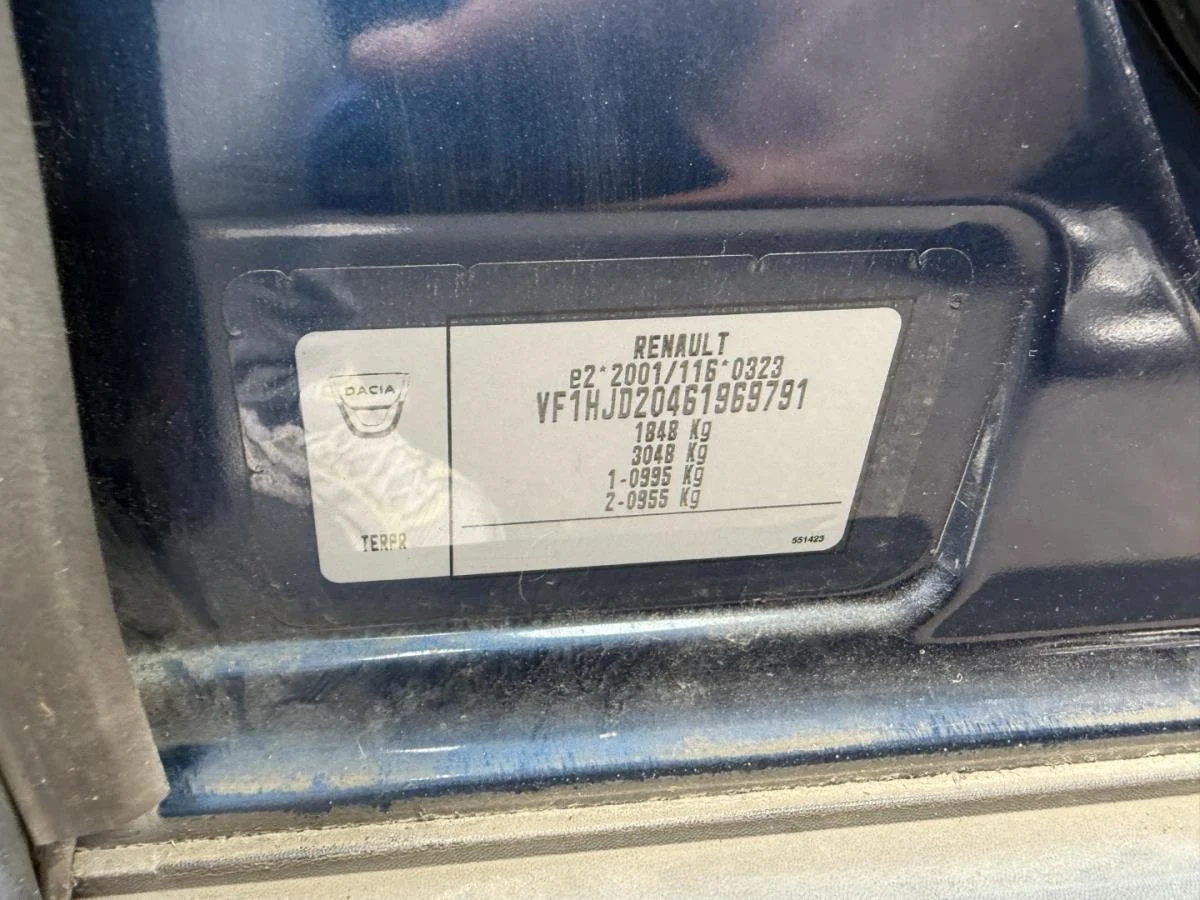 DACIA
RENAULT
e2*2001/116*0323
VF1HJD20461969791
1848 Kg
3048 Kg
1-0995 Kg
2-0955 Kg
TERPR
551423